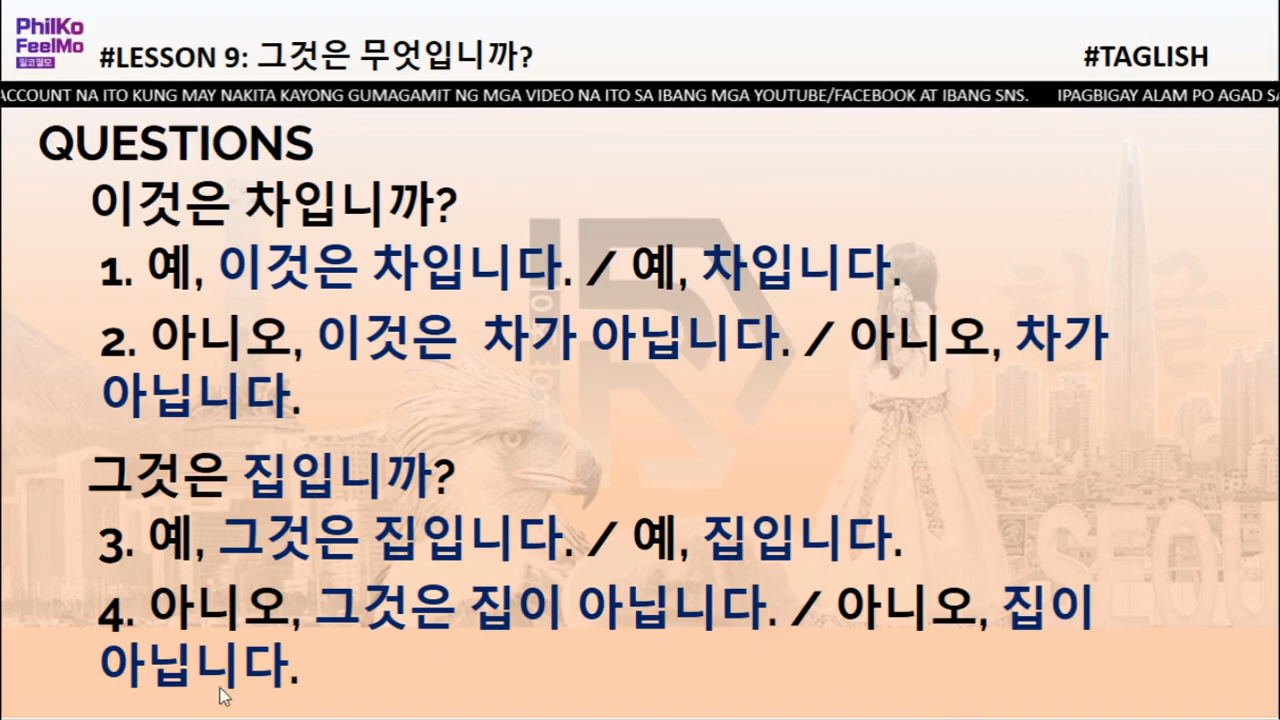 PhilKo
FeelMo
필코필모
#LESSON 9: 그것은 무엇입니까?
#TAGLISH
ACCOUNT NA ITO KUNG MAY NAKITA KAYONG GUMAGAMIT NG MGA VIDEO NA ITO SA IBANG MGA YOUTUBE/FACEBOOK AT IBANG SNS. IPAGBIGAY ALAM PO AGAD SA
QUESTIONS
이것은 차입니까?
1. 예, 이것은 차입니다. / 예, 차입니다.
2. 아니오, 이것은 차가 아닙니다. / 아니오, 차가
아닙니다.
그것은 집입니까?
3. 예, 그것은 집입니다. / 예, 집입니다.
4. 아니오, 그것은 집이 아닙니다. / 아니오, 집이
아닙니다.
한글
SEOUL